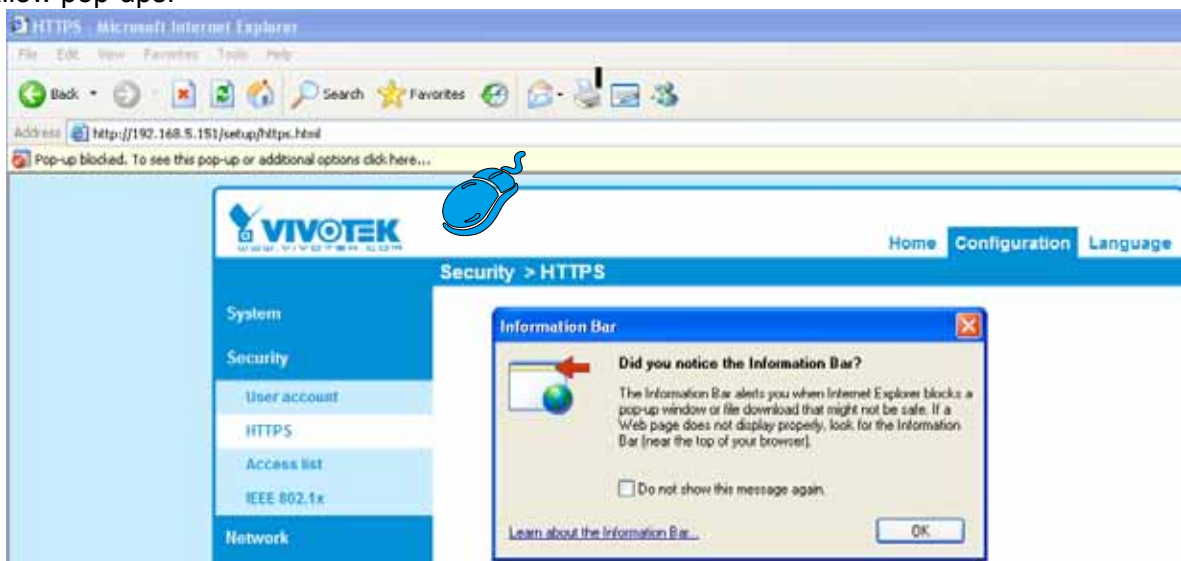 allow pop-ups.
HTTPS - Microsoft Internet Explorer
File Edit View Favorites Tools Help
Back Search Favorites
Address http://192.168.5.151/setup/https.html
Pop-up blocked. To see this pop-up or additional options click here...
VIVOTEK
WWW.VIVOTEK.COM
Home Configuration Language
Security > HTTPS
System
Security
User account
HTTPS
Access list
IEEE 802.1x
Network
Information Bar
Did you notice the Information Bar?
The Information Bar alerts you when Internet Explorer blocks a
pop-up window or file download that might not be safe. If a
Web page does not display properly, look for the Information
Bar (near the top of your browser).
Do not show this message again.
Learn about the Information Bar...
OK